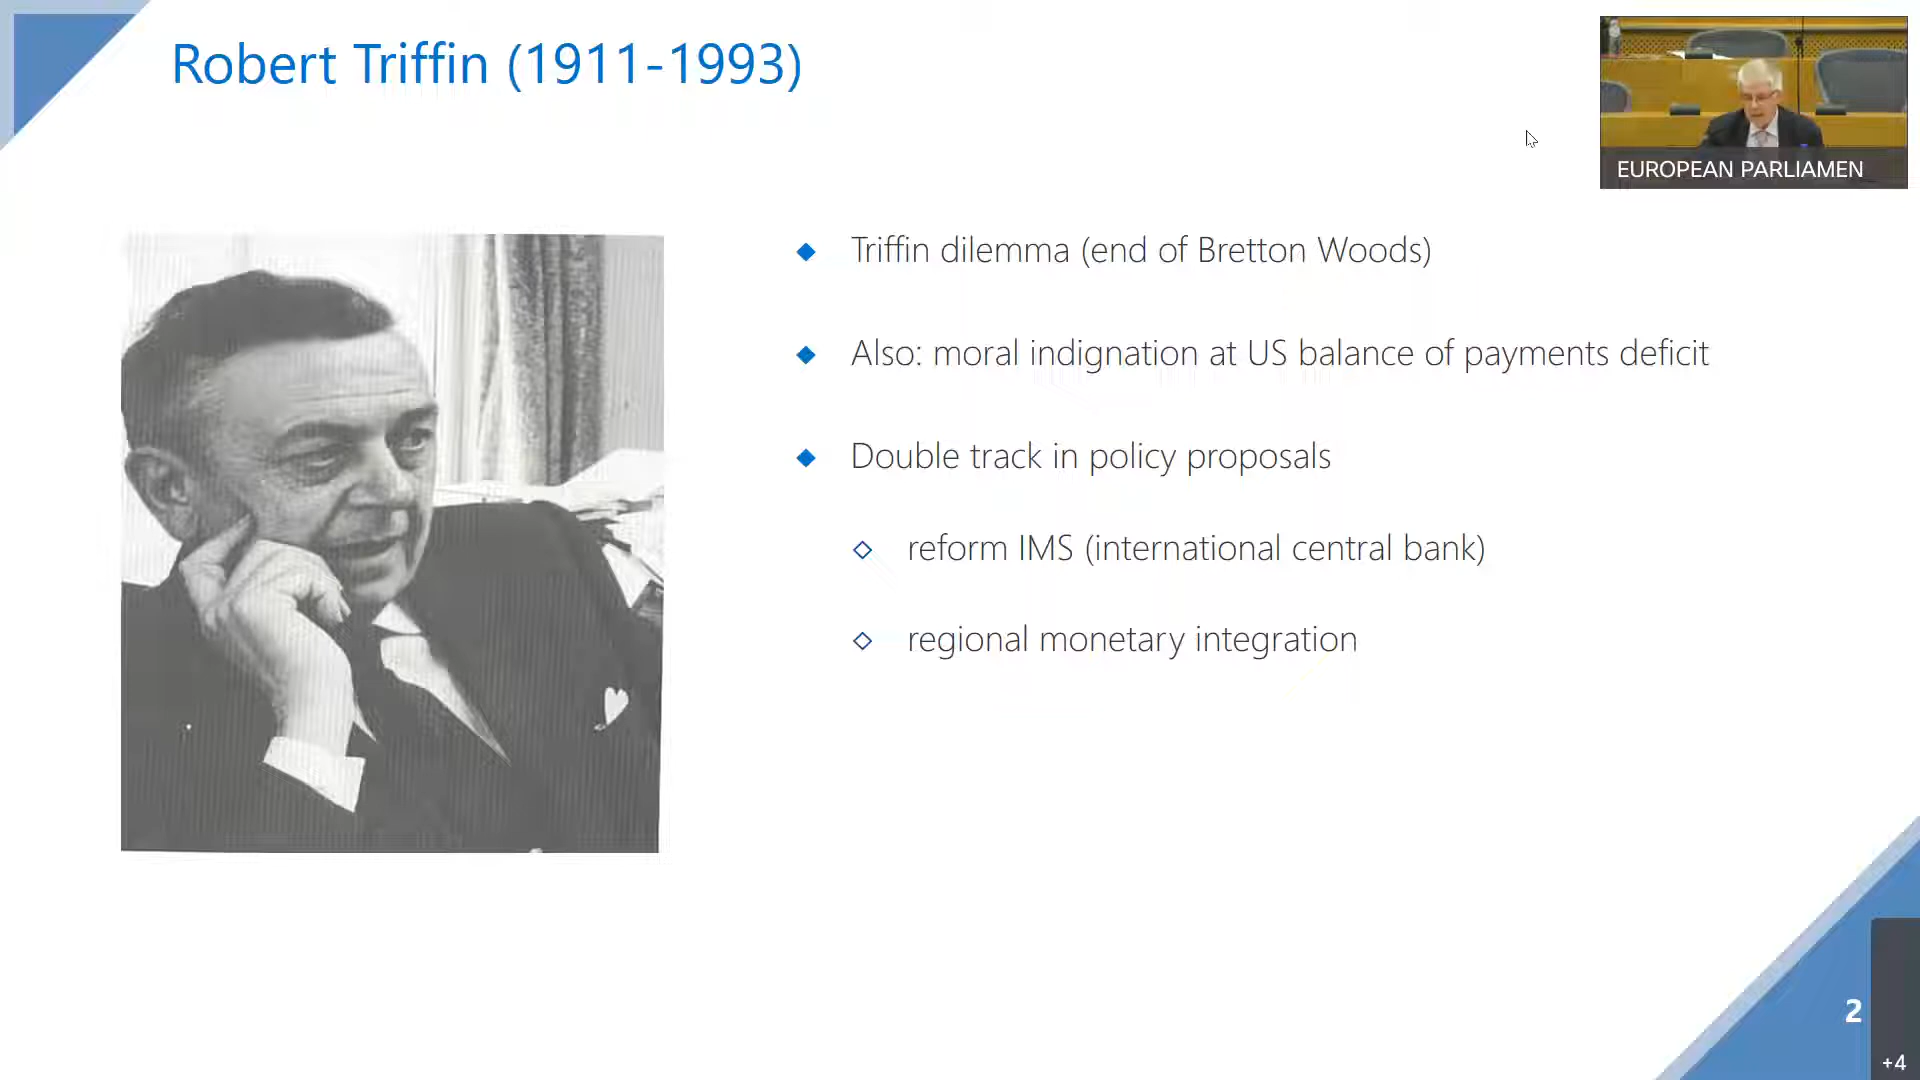 Robert Triffin (1911-1993)
EUROPEAN PARLIAMEN
Triffin dilemma (end of Bretton Woods)
Also: moral indignation at US balance of payments deficit
Double track in policy proposals
reform IMS (international central bank)
regional monetary integration
2
+4